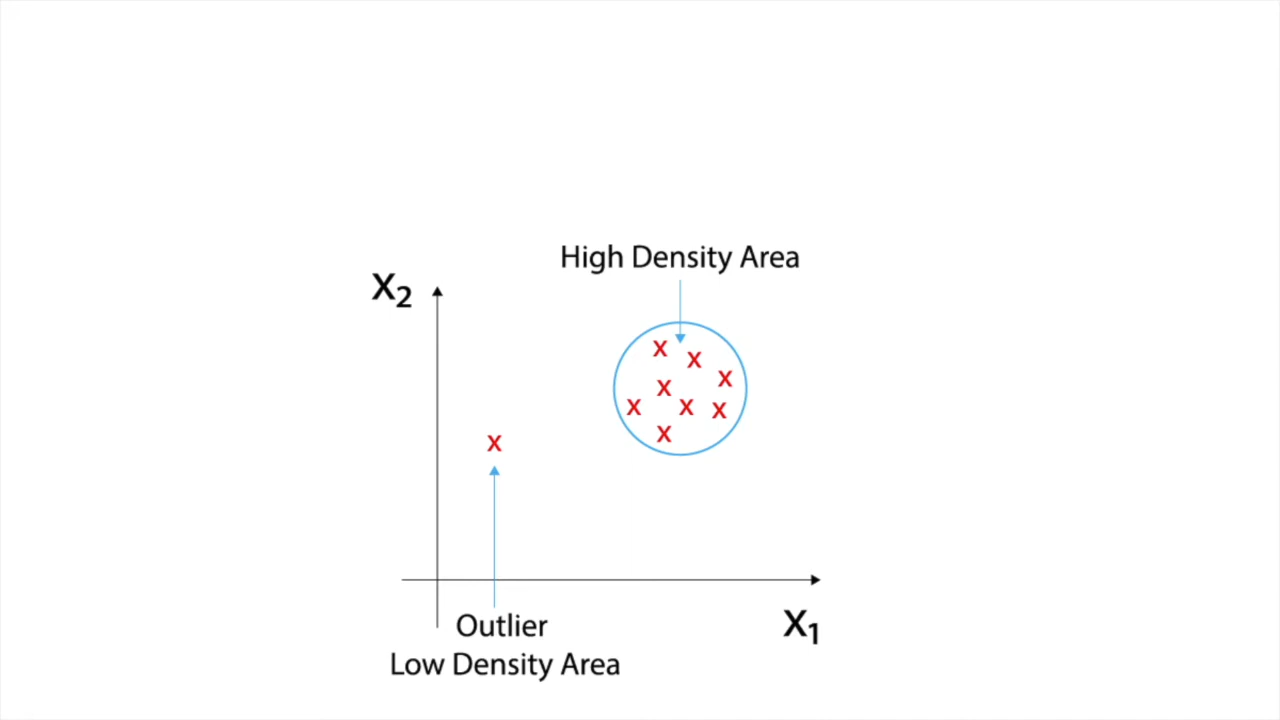 High Density Area
X₂
x
x
x
x
x
x
x
x
x
Outlier
Low Density Area
X₁